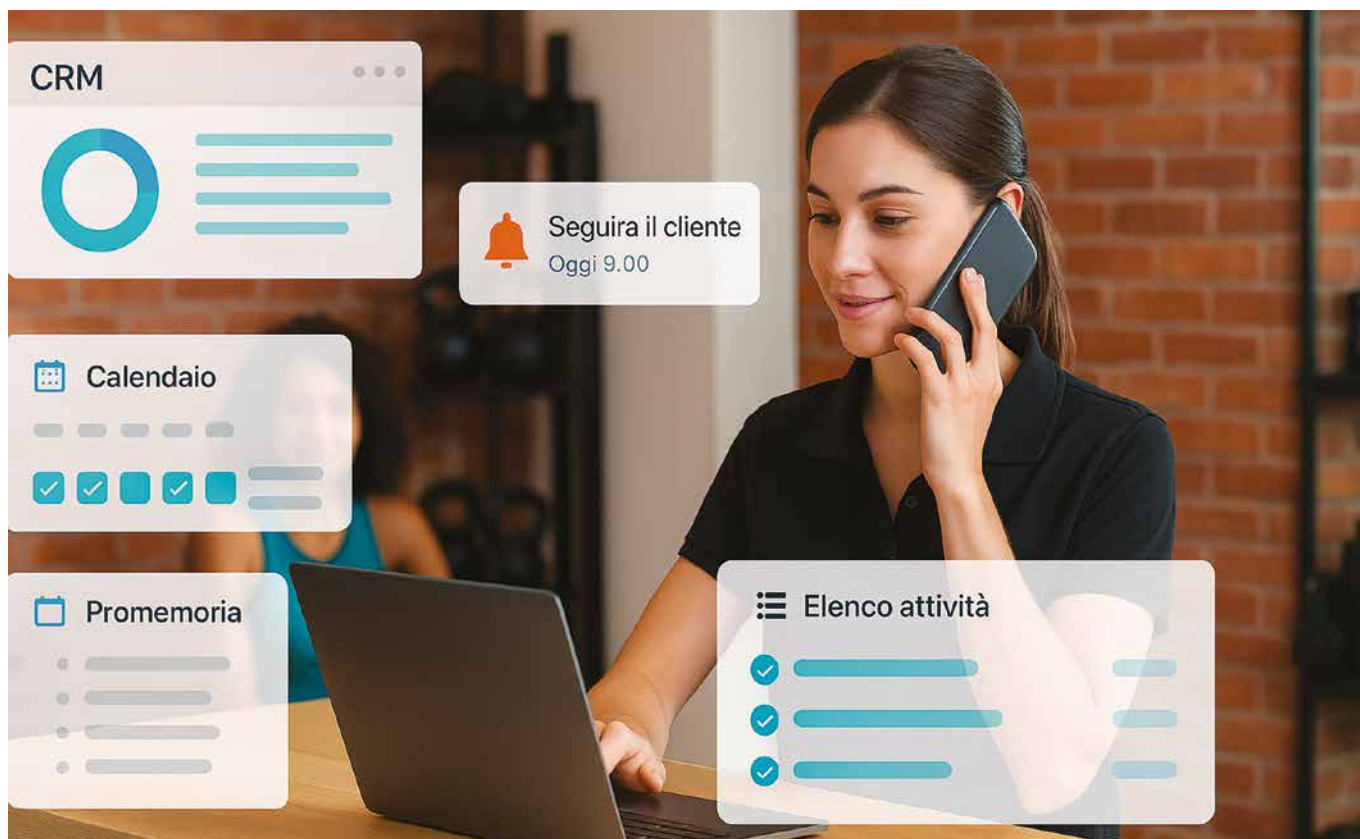 CRM
Seguira il cliente
Oggi 9.00
Calendaio
Promemoria
Elenco attività